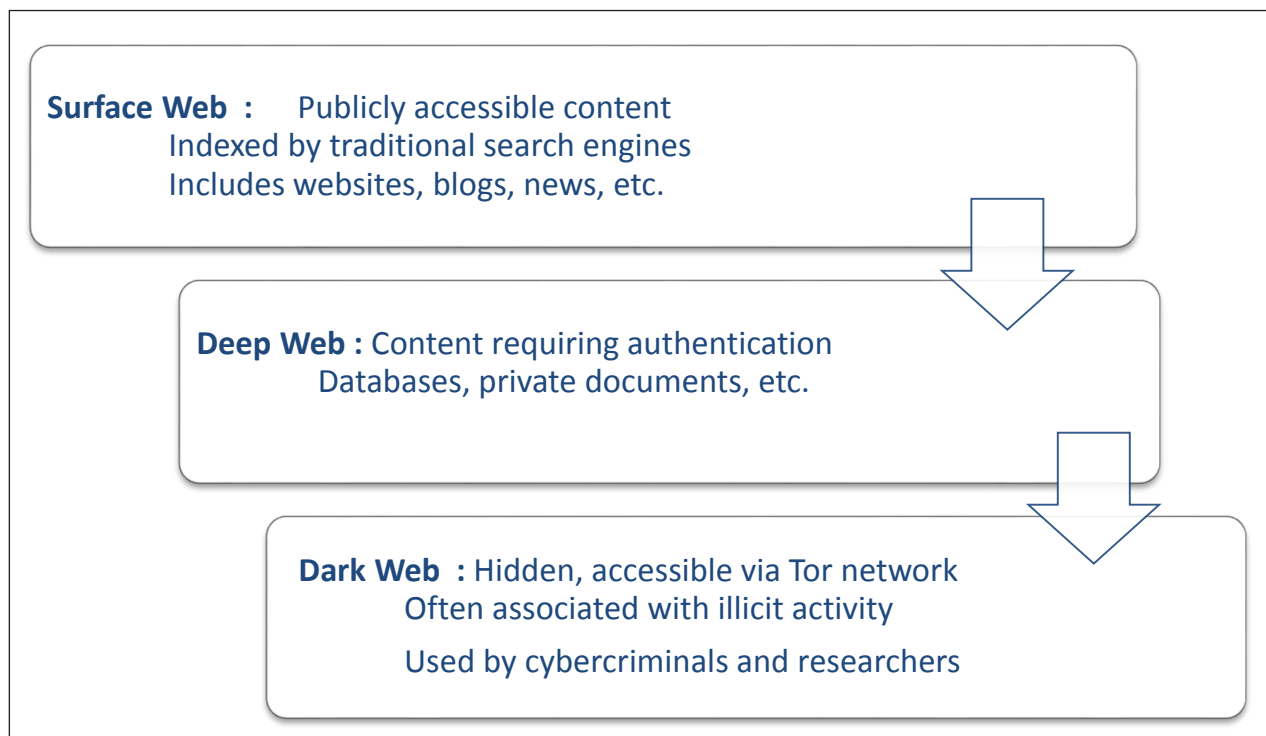 Surface Web : Publicly accessible content
Indexed by traditional search engines
Includes websites, blogs, news, etc.
Deep Web : Content requiring authentication
Databases, private documents, etc.
Dark Web : Hidden, accessible via Tor network
Often associated with illicit activity
Used by cybercriminals and researchers